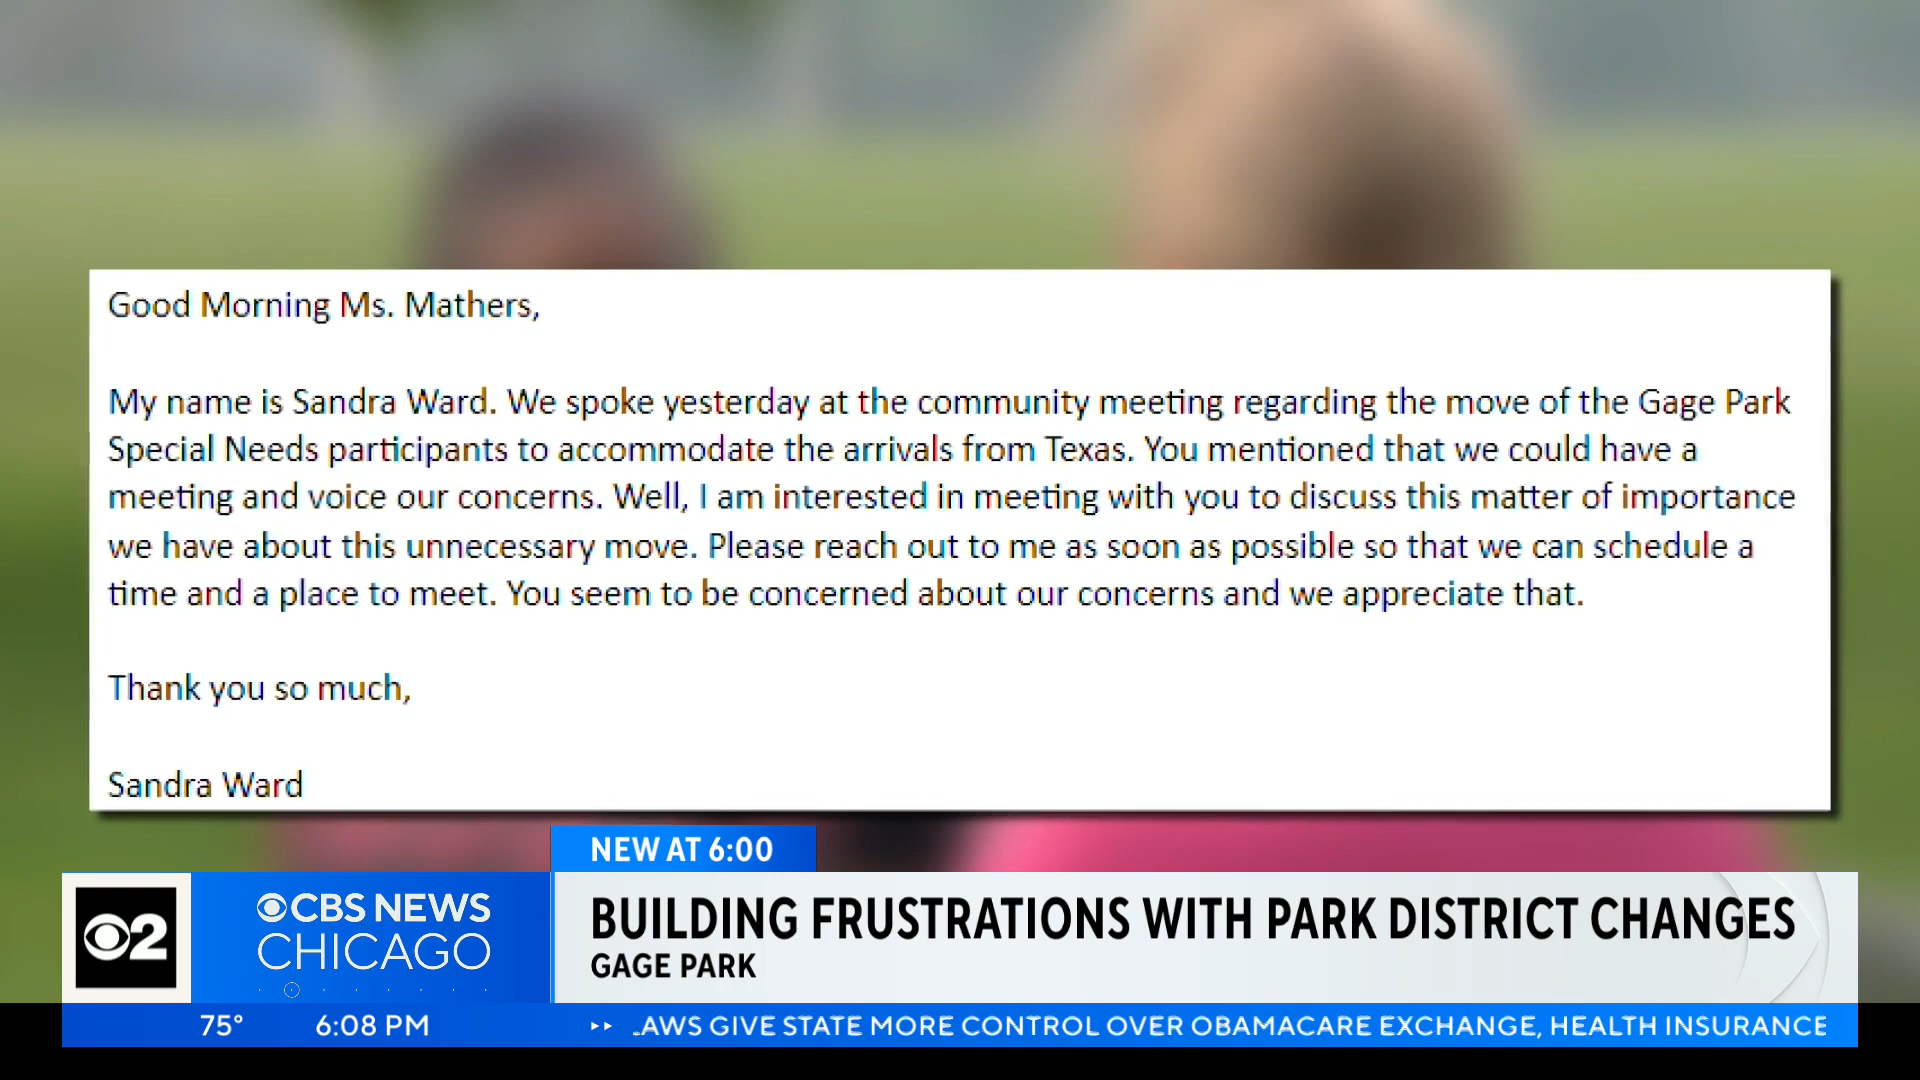 Good Morning Ms. Mathers,
My name is Sandra Ward. We spoke yesterday at the community meeting regarding the move of the Gage Park
Special Needs participants to accommodate the arrivals from Texas. You mentioned that we could have a
meeting and voice our concerns. Well, I am interested in meeting with you to discuss this matter of importance
we have about this unnecessary move. Please reach out to me as soon as possible so that we can schedule a
time and a place to meet. You seem to be concerned about our concerns and we appreciate that.
Thank you so much,
Sandra Ward
NEW AT 6:00
2
CBS NEWS
CHICAGO
BUILDING FRUSTRATIONS WITH PARK DISTRICT CHANGES
GAGE PARK
75° 6:08 PM
AWS GIVE STATE MORE CONTROL OVER OBAMACARE EXCHANGE, HEALTH INSURANCE